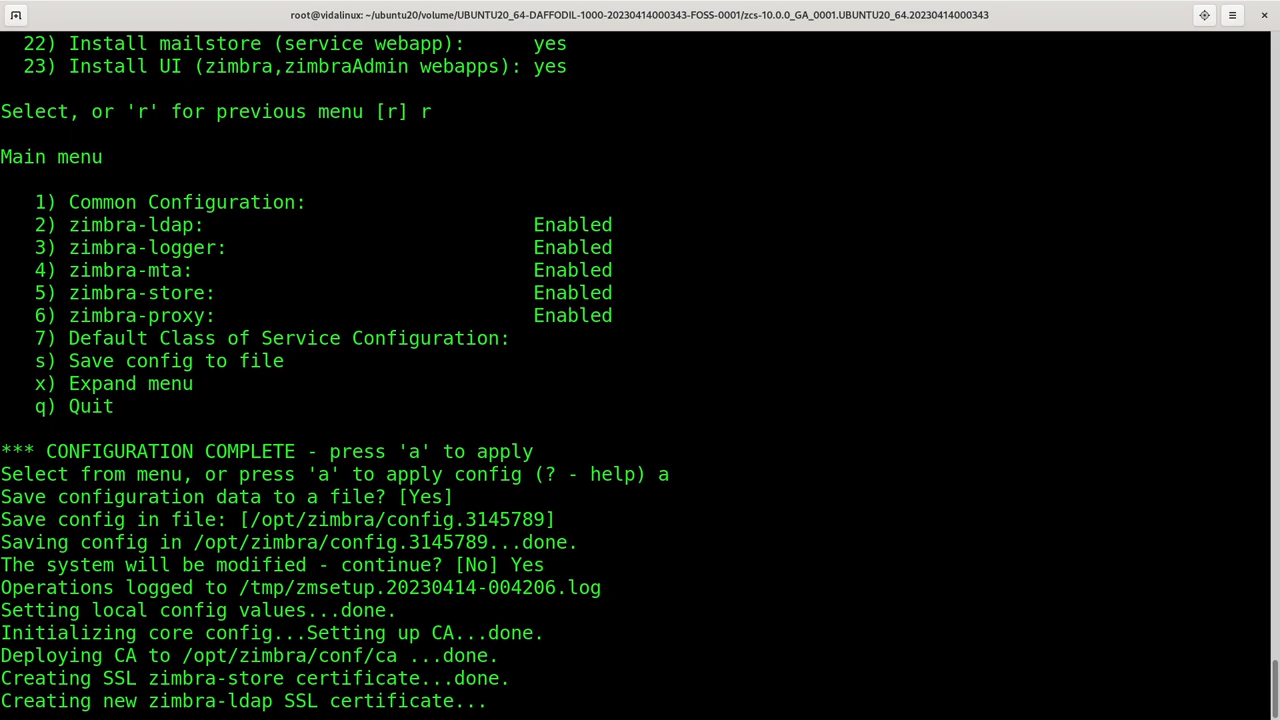 root@vidalinux: ~/ubuntu20/volume/UBUNTU20_64-DAFFODIL-1000-20230414000343-FOSS-0001/zcs-10.0.0_GA_0001.UBUNTU20_64.20230414000343
22) Install mailstore (service webapp): yes
23) Install UI (zimbra,zimbraAdmin webapps): yes
Select, or 'r' for previous menu [r] r
Main menu
1) Common Configuration:
2) zimbra-ldap: Enabled
3) zimbra-logger: Enabled
4) zimbra-mta: Enabled
5) zimbra-store: Enabled
6) zimbra-proxy: Enabled
7) Default Class of Service Configuration:
s) Save config to file
x) Expand menu
q) Quit
*** CONFIGURATION COMPLETE - press 'a' to apply
Select from menu, or press 'a' to apply config (? - help) a
Save configuration data to a file? [Yes]
Save config in file: [/opt/zimbra/config.3145789]
Saving config in /opt/zimbra/config.3145789...done.
The system will be modified - continue? [No] Yes
Operations logged to /tmp/zmsetup.20230414-004206.log
Setting local config values...done.
Initializing core config...Setting up CA...done.
Deploying CA to /opt/zimbra/conf/ca ...done.
Creating SSL zimbra-store certificate...done.
Creating new zimbra-ldap SSL certificate...